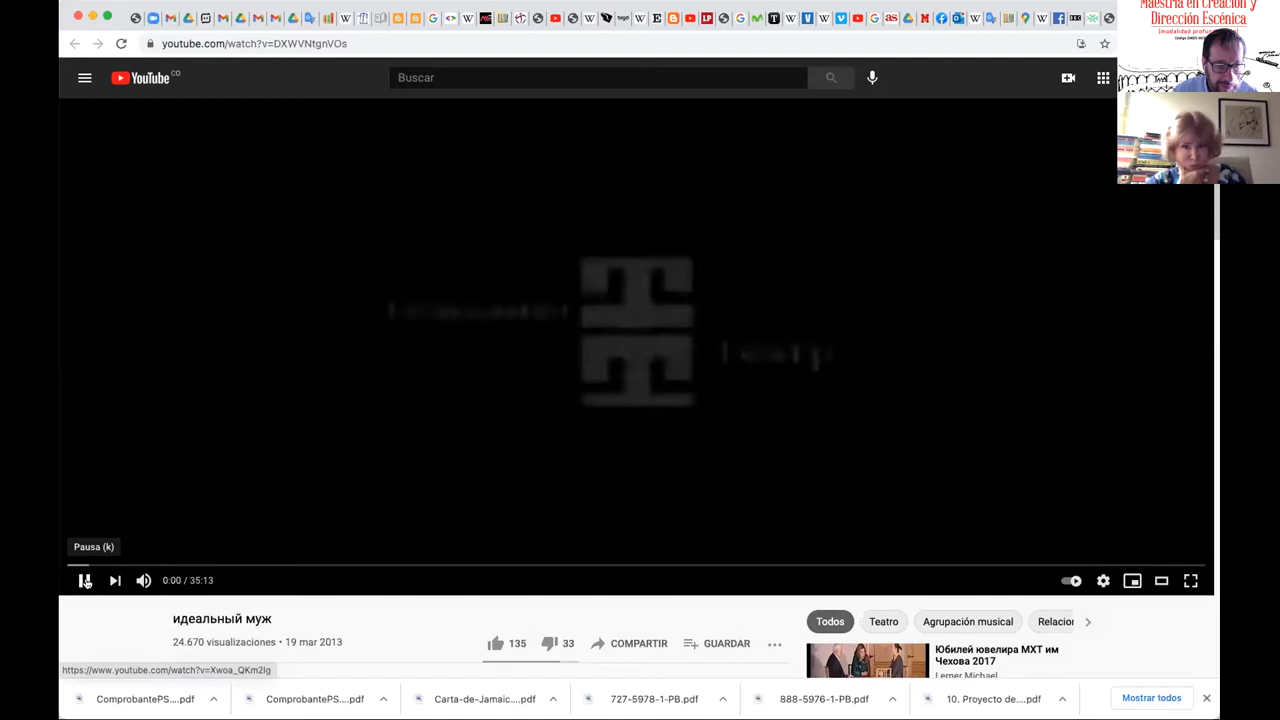 youtube.com/watch?v=DXWVNtgnVOs
Maestría en Creación y
Dirección Escénica
YouTube CO
Buscar
Pausa (k)
0:00 / 35:13
идеальный муж
24.670 visualizaciones • 19 mar 2013
135
33
COMPARTIR
GUARDAR
Todos
Teatro
Agrupación musical
Relacion
Юбилей ювелира МХТ им
Чехова 2017
Lerner Michael
https://www.youtube.com/watch?v=Xwoa_QKm2Ig
ComprobantePS....pdf
ComprobantePS....pdf
Carta-de-Jamaic....pdf
727-5978-1-PB.pdf
888-5976-1-PB.pdf
10. Proyecto de....pdf
Mostrar todos